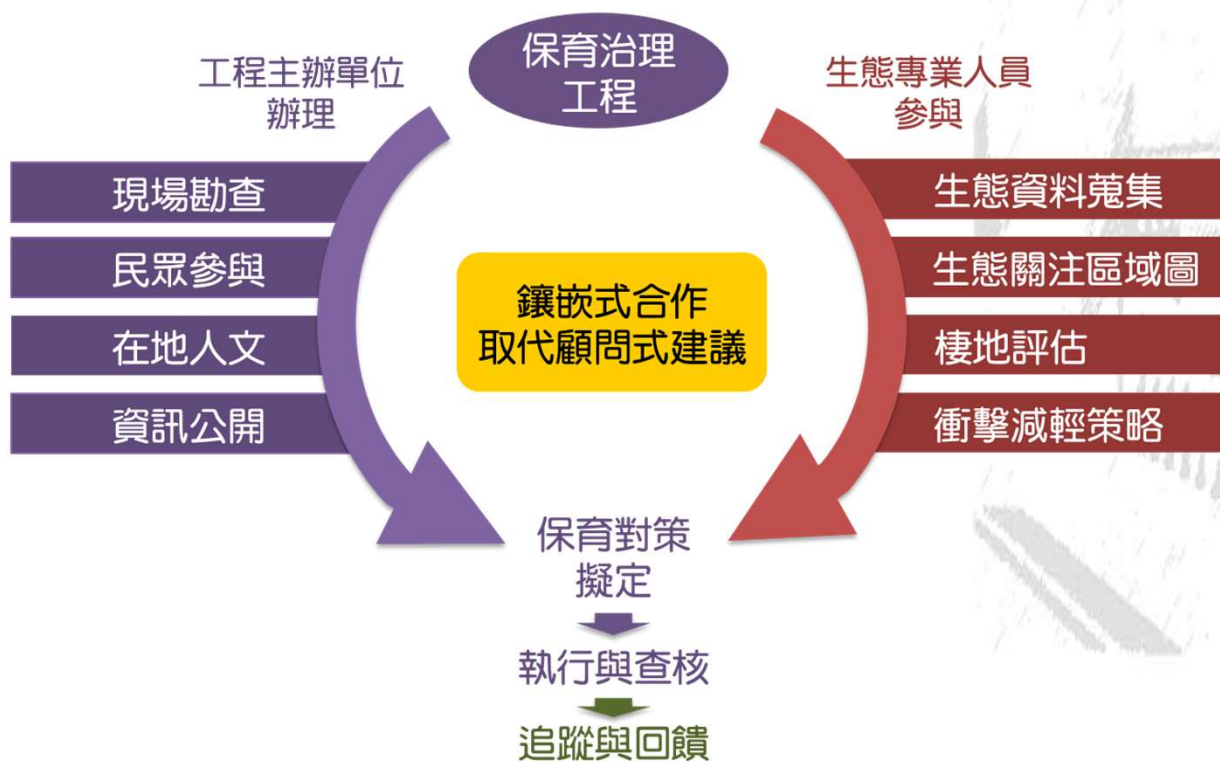 保育治理
工程
工程主辦單位
辦理
現場勘查
民眾參與
在地人文
資訊公開
生態專業人員
參與
生態資料蒐集
生態關注區域圖
棲地評估
衝擊減輕策略
鑲嵌式合作
取代顧問式建議
保育對策
擬定
執行與查核
追蹤與回饋